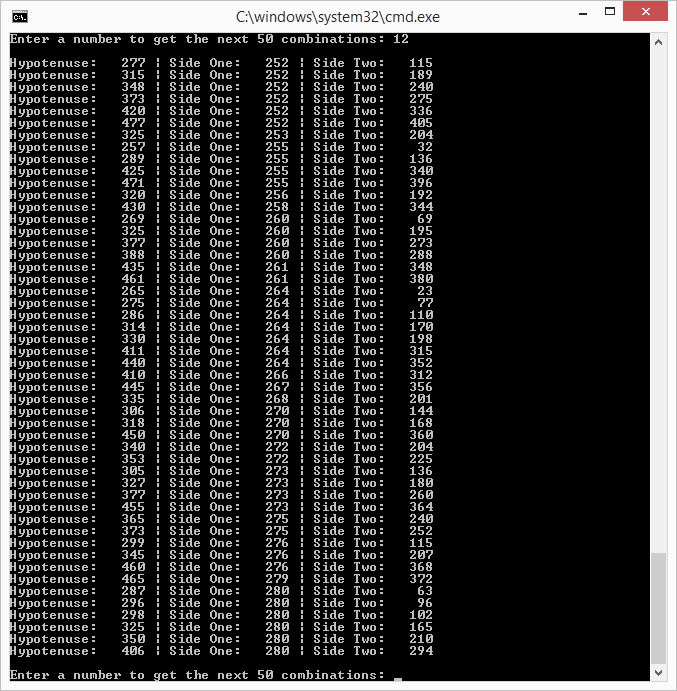 C:\windows\system32\cmd.exe
Enter a number to get the next 50 combinations: 12
Hypotenuse: 277 | Side One: 252 | Side Two: 115
Hypotenuse: 315 | Side One: 252 | Side Two: 189
Hypotenuse: 348 | Side One: 252 | Side Two: 240
Hypotenuse: 373 | Side One: 252 | Side Two: 275
Hypotenuse: 420 | Side One: 252 | Side Two: 336
Hypotenuse: 477 | Side One: 252 | Side Two: 405
Hypotenuse: 325 | Side One: 253 | Side Two: 204
Hypotenuse: 257 | Side One: 255 | Side Two: 32
Hypotenuse: 289 | Side One: 255 | Side Two: 136
Hypotenuse: 425 | Side One: 255 | Side Two: 340
Hypotenuse: 471 | Side One: 255 | Side Two: 396
Hypotenuse: 320 | Side One: 256 | Side Two: 192
Hypotenuse: 430 | Side One: 258 | Side Two: 344
Hypotenuse: 269 | Side One: 260 | Side Two: 69
Hypotenuse: 325 | Side One: 260 | Side Two: 195
Hypotenuse: 377 | Side One: 260 | Side Two: 273
Hypotenuse: 388 | Side One: 260 | Side Two: 288
Hypotenuse: 435 | Side One: 261 | Side Two: 348
Hypotenuse: 461 | Side One: 261 | Side Two: 380
Hypotenuse: 265 | Side One: 264 | Side Two: 23
Hypotenuse: 275 | Side One: 264 | Side Two: 77
Hypotenuse: 286 | Side One: 264 | Side Two: 110
Hypotenuse: 314 | Side One: 264 | Side Two: 170
Hypotenuse: 330 | Side One: 264 | Side Two: 198
Hypotenuse: 411 | Side One: 264 | Side Two: 315
Hypotenuse: 440 | Side One: 264 | Side Two: 352
Hypotenuse: 410 | Side One: 266 | Side Two: 312
Hypotenuse: 445 | Side One: 267 | Side Two: 356
Hypotenuse: 335 | Side One: 268 | Side Two: 201
Hypotenuse: 306 | Side One: 270 | Side Two: 144
Hypotenuse: 318 | Side One: 270 | Side Two: 168
Hypotenuse: 450 | Side One: 270 | Side Two: 360
Hypotenuse: 340 | Side One: 272 | Side Two: 204
Hypotenuse: 353 | Side One: 272 | Side Two: 225
Hypotenuse: 305 | Side One: 273 | Side Two: 136
Hypotenuse: 327 | Side One: 273 | Side Two: 180
Hypotenuse: 377 | Side One: 273 | Side Two: 260
Hypotenuse: 455 | Side One: 273 | Side Two: 364
Hypotenuse: 365 | Side One: 275 | Side Two: 240
Hypotenuse: 373 | Side One: 275 | Side Two: 252
Hypotenuse: 299 | Side One: 276 | Side Two: 115
Hypotenuse: 345 | Side One: 276 | Side Two: 207
Hypotenuse: 460 | Side One: 276 | Side Two: 368
Hypotenuse: 465 | Side One: 279 | Side Two: 372
Hypotenuse: 287 | Side One: 280 | Side Two: 63
Hypotenuse: 296 | Side One: 280 | Side Two: 96
Hypotenuse: 298 | Side One: 280 | Side Two: 102
Hypotenuse: 325 | Side One: 280 | Side Two: 165
Hypotenuse: 350 | Side One: 280 | Side Two: 210
Hypotenuse: 406 | Side One: 280 | Side Two: 294
Enter a number to get the next 50 combinations: